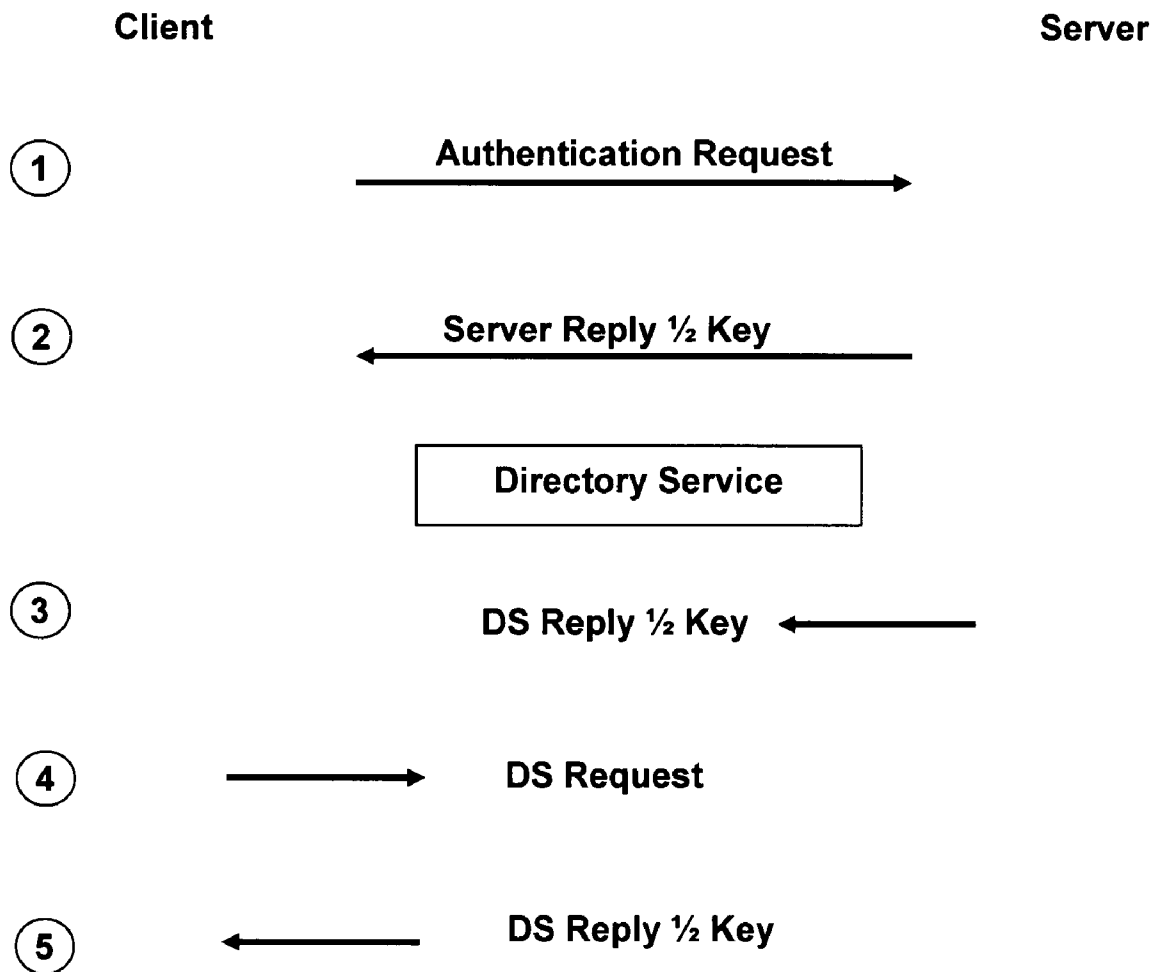 Client Server
1 Authentication Request
2 Server Reply ½ Key
Directory Service
3 DS Reply ½ Key
4 DS Request
5 DS Reply ½ Key